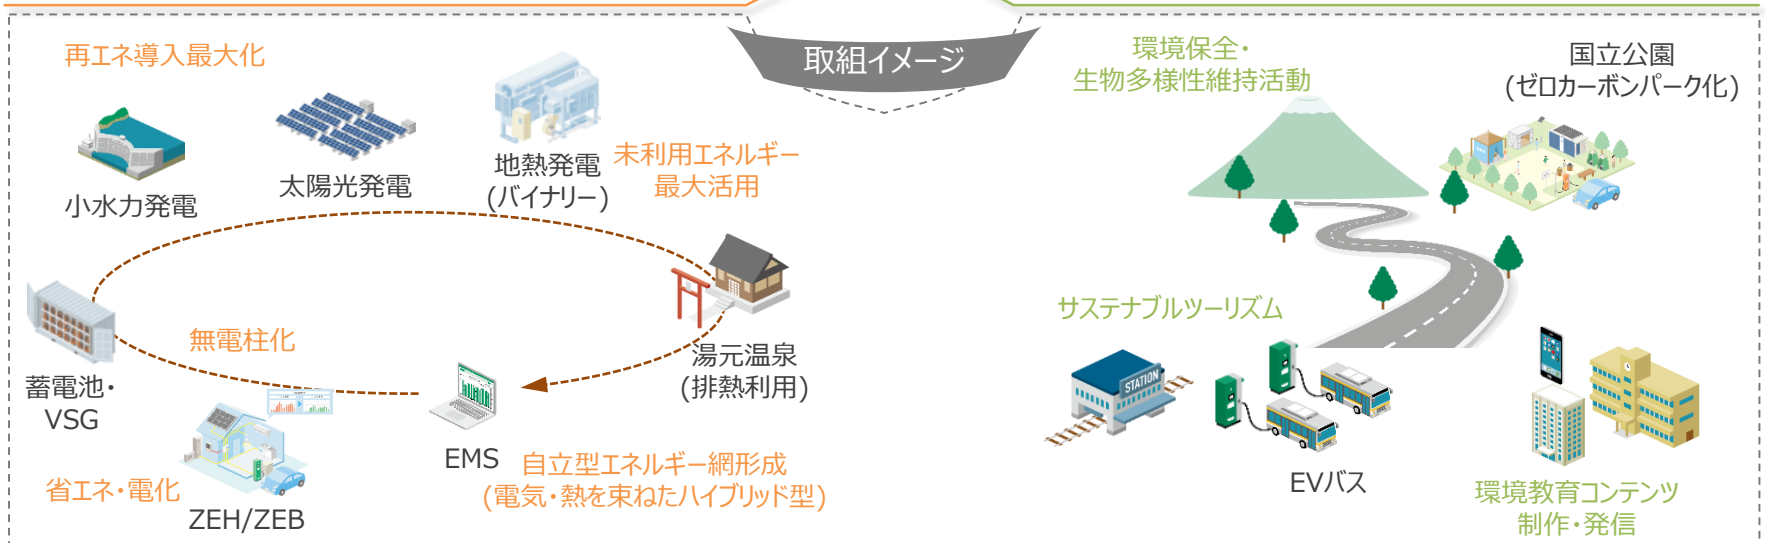 取組イメージ
再エネ導入最大化
小水力発電
太陽光発電
地熱発電
(バイナリー)
未利用エネルギー
最大活用
無電柱化
蓄電池・
VSG
湯元温泉
(排熱利用)
EMS
省エネ・電化
ZEH/ZEB
自立型エネルギー網形成
(電気・熱を束ねたハイブリッド型)
環境保全・
生物多様性維持活動
国立公園
(ゼロカーボンパーク化)
サステナブルツーリズム
STATION
EVバス
環境教育コンテンツ
制作・発信